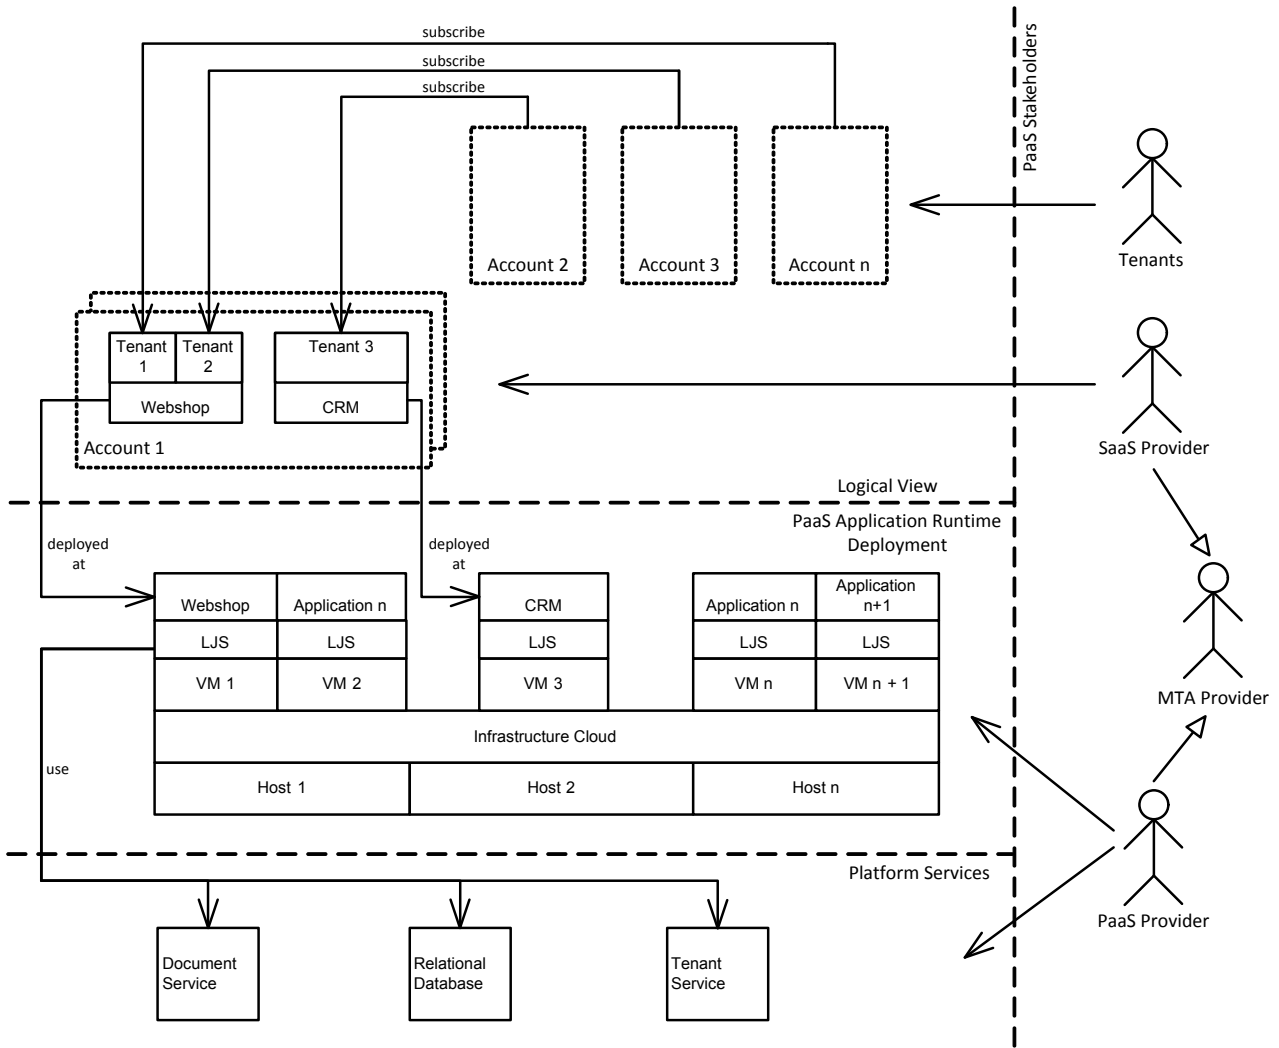 subscribe
subscribe
subscribe
PaaS Stakeholders
Account 2
Account 3
Account n
Tenants
Tenant
1
Tenant
2
Tenant 3
Webshop
CRM
Account 1
SaaS Provider
Logical View
PaaS Application Runtime
Deployment
deployed
at
deployed
at
Webshop
Application n
CRM
Application n
Application
n+1
LJS
LJS
LJS
LJS
LJS
VM 1
VM 2
VM 3
VM n
VM n + 1
MTA Provider
Infrastructure Cloud
use
Host 1
Host 2
Host n
Platform Services
PaaS Provider
Document
Service
Relational
Database
Tenant
Service